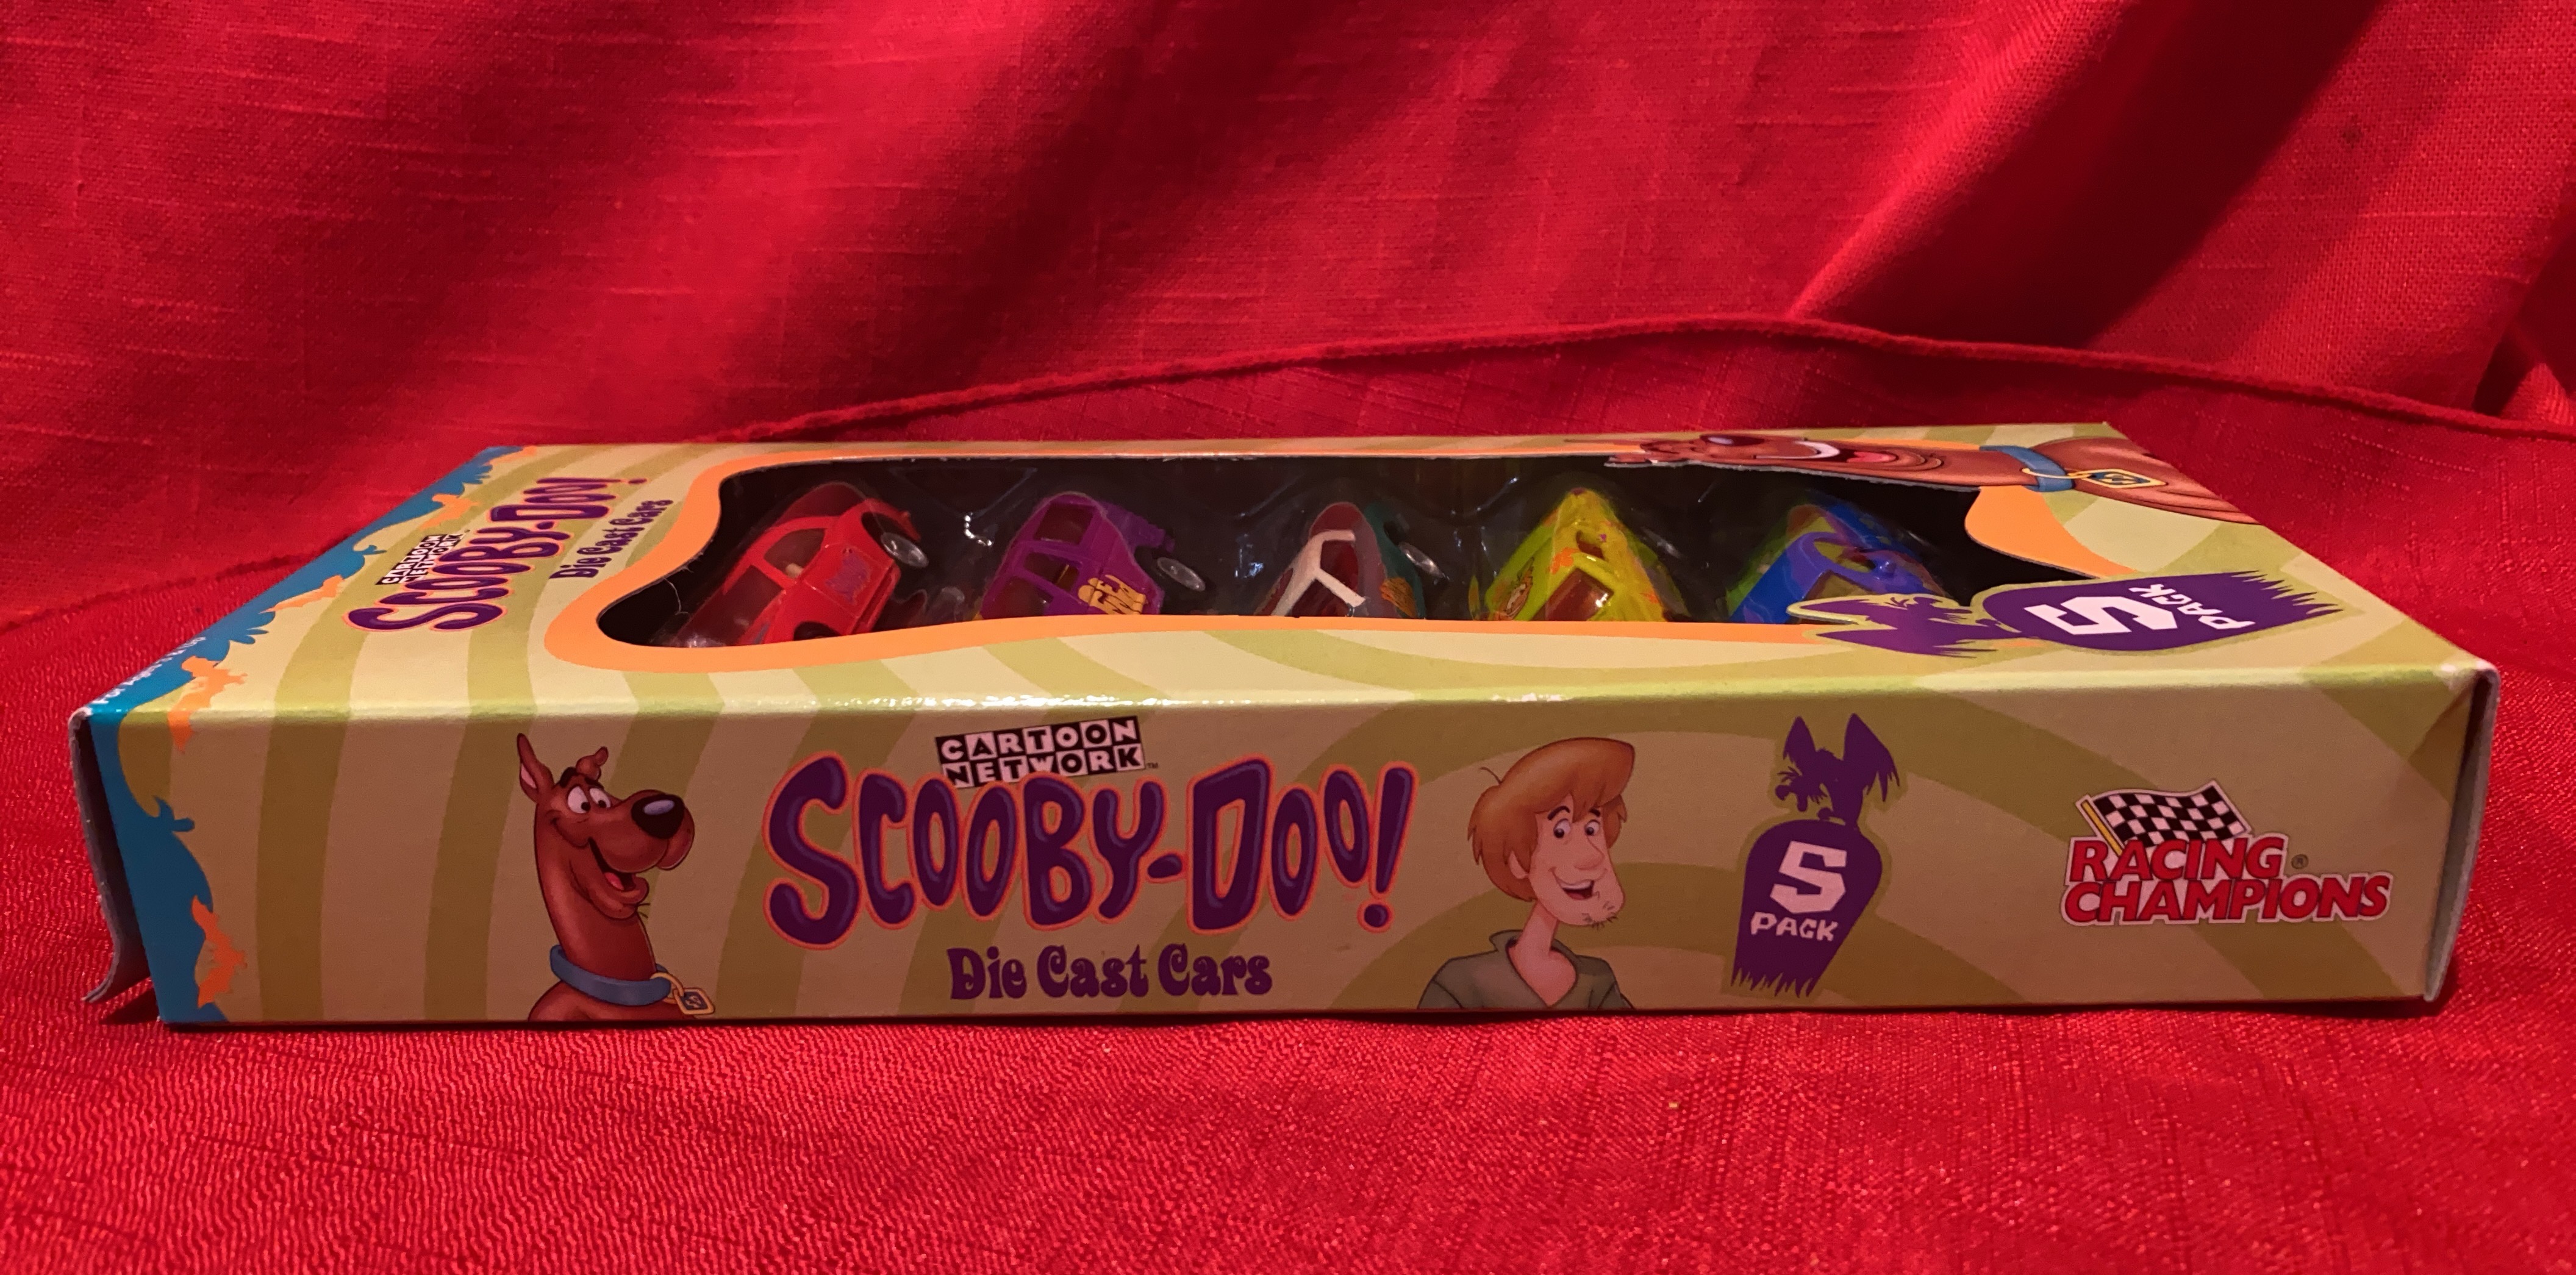 CARTOON
NETWORK
SCOOBY-DOO!
Die Cast Cars
5
PACK
CARTOON
NETWORK™
SCOOBY-DOO!
Die Cast Cars
5
PACK
RACING®
CHAMPIONS